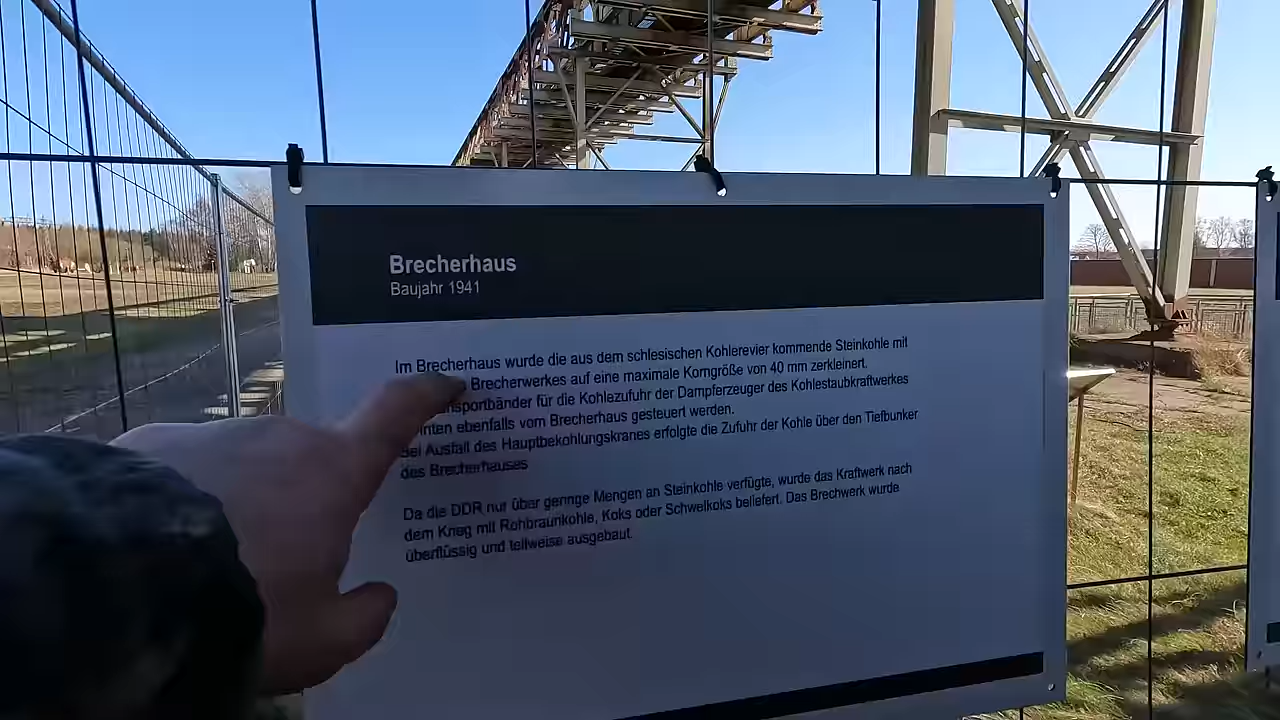 Brecherhaus
Baujahr 1941
Im Brecherhaus wurde die aus dem schlesischen Kohlerevier kommende Steinkohle mit
Brecherwerkes auf eine maximale Korngröße von 40 mm zerkleinert.
nsportbänder für die Kohlezufuhr der Dampferzeuger des Kohlestaubkraftwerkes
nten ebenfalls vom Brecherhaus gesteuert werden.
Bei Ausfall des Hauptbekohlungskranes erfolgte die Zufuhr der Kohle über den Tiefbunker
des Brecherhauses
Da die DDR nur über geringe Mengen an Steinkohle verfügte, wurde das Kraftwerk nach
dem Krieg mit Rohbraunkohle, Koks oder Schwelkoks beliefert. Das Brechwerk wurde
überflüssig und teilweise ausgebaut.